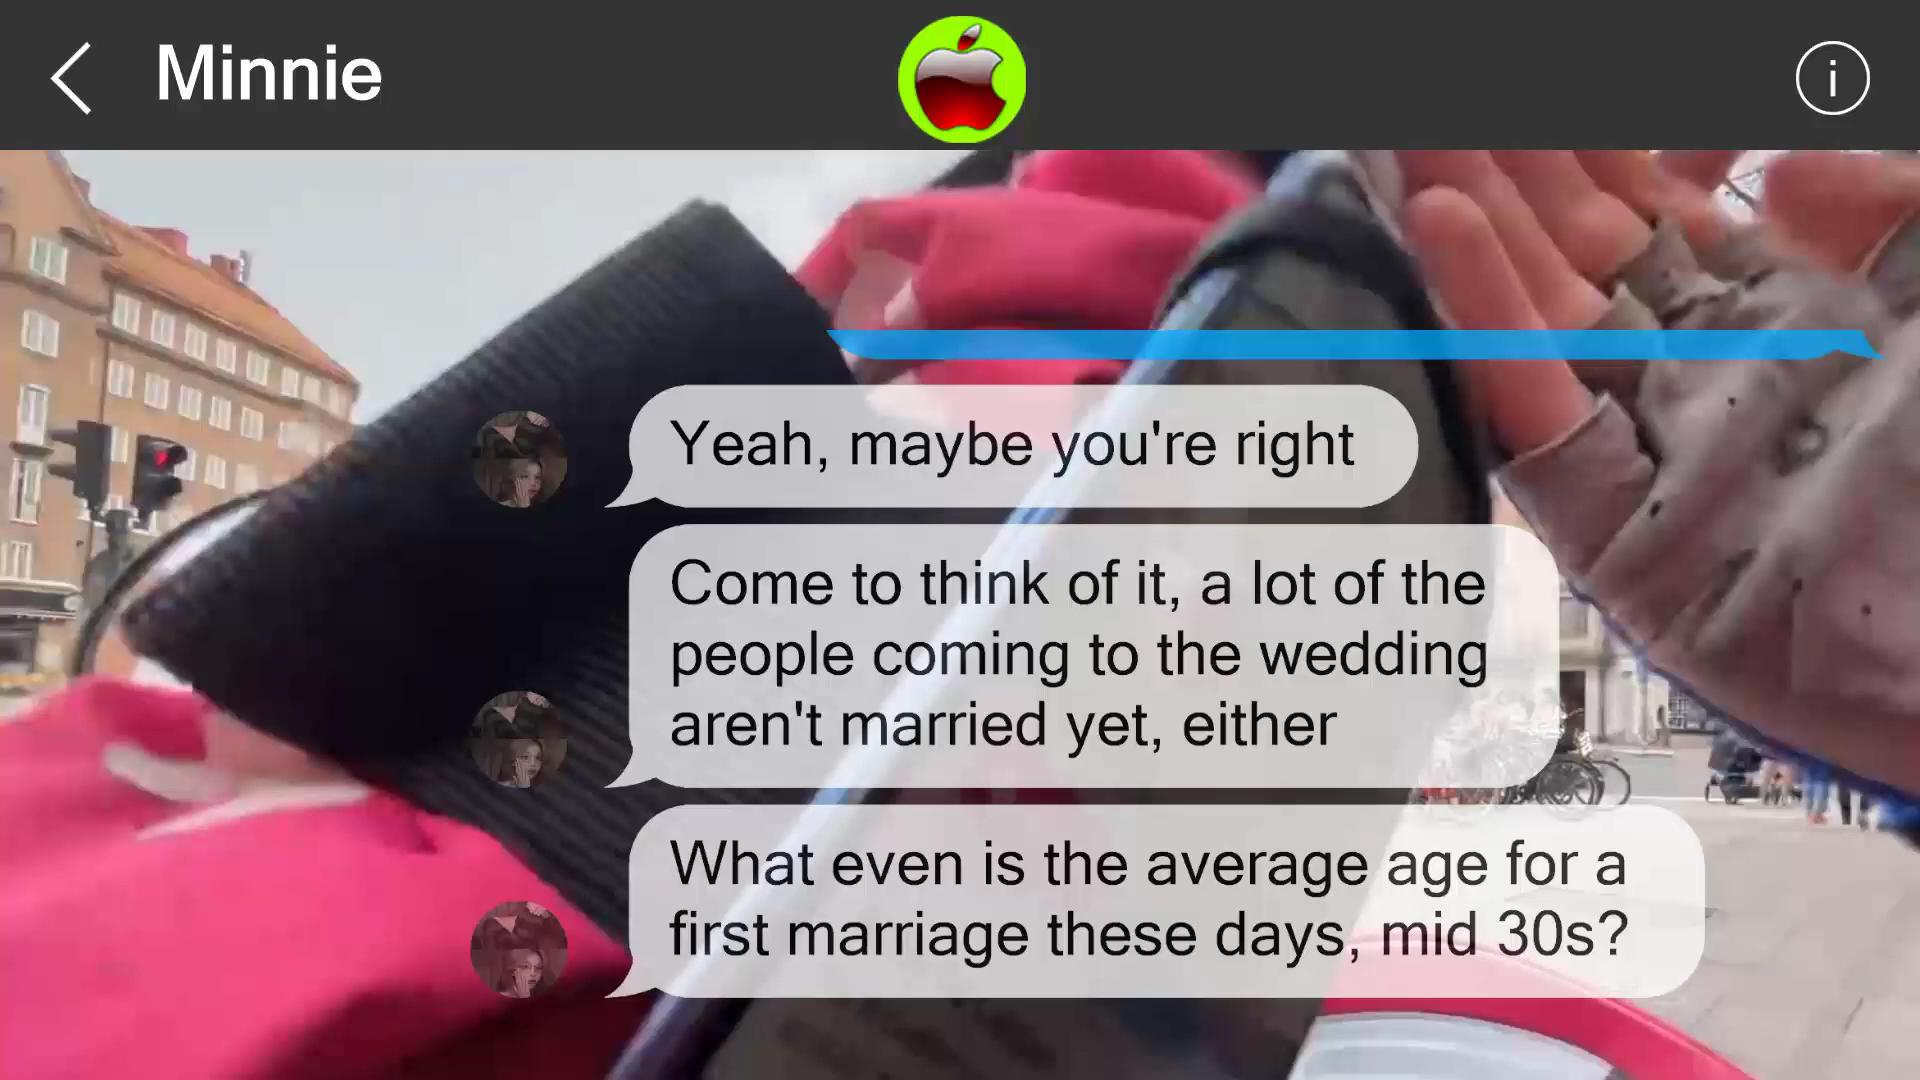 Minnie
Yeah, maybe you're right
Come to think of it, a lot of the
people coming to the wedding
aren't married yet, either
What even is the average age for a
first marriage these days, mid 30s?